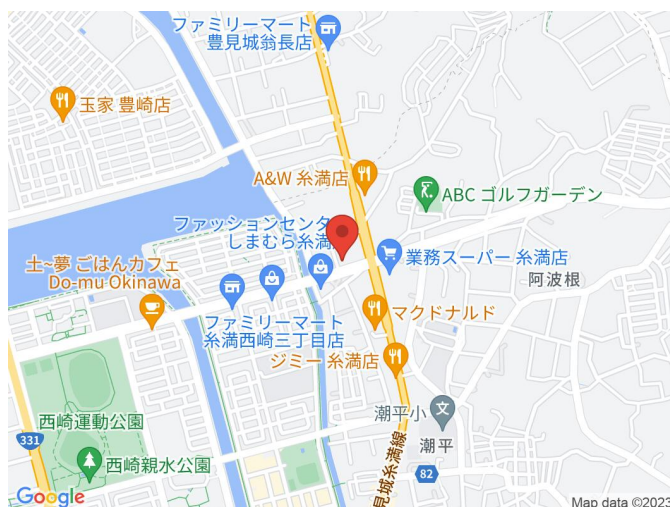 ファミリーマート
豊見城翁長店
玉家 豊崎店
A&W 糸満店
ABC ゴルフガーデン
ファッションセンタ
しまむら糸満
業務スーパー 糸満店
土~夢 ごはんカフェ
Do-mu Okinawa
阿波根
ファミリーマート
糸満西崎三丁目店
マクドナルド
ジミー 糸満店
潮平小
西崎運動公園
331
潮平
西崎親水公園
82
見城糸満線
Google
Map data ©2023